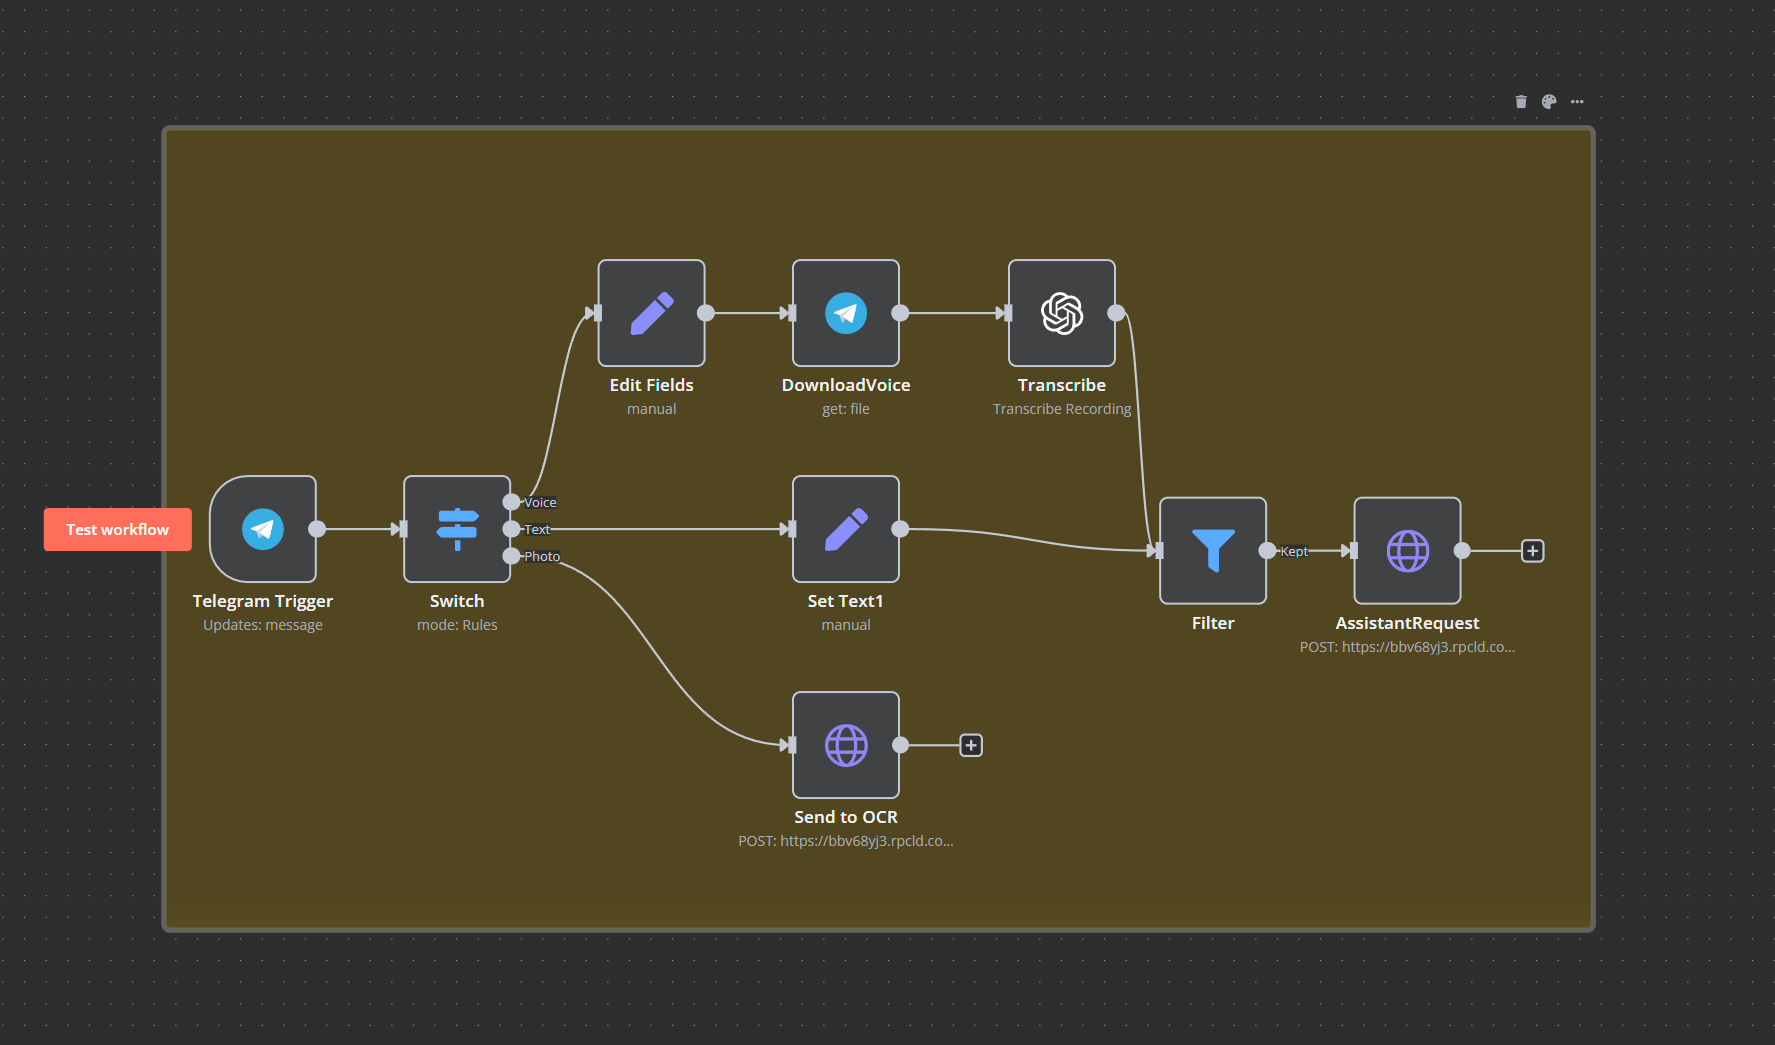 Edit Fields
manual
DownloadVoice
get: file
Transcribe
Transcribe Recording
Test workflow
Telegram Trigger
Updates: message
Switch
mode: Rules
Voice
Text
Photo
Set Text1
manual
Filter
Kept
AssistantRequest
POST: https://bbv68yj3.rpcld.co...
Send to OCR
POST: https://bbv68yj3.rpcld.co...